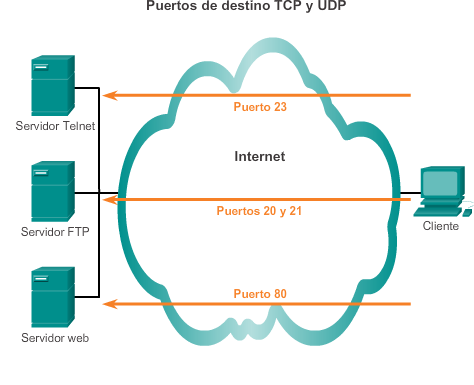 Puertos de destino TCP y UDP
Servidor Telnet
Puerto 23
Internet
Servidor FTP
Puertos 20 y 21
Cliente
Puerto 80
Servidor web